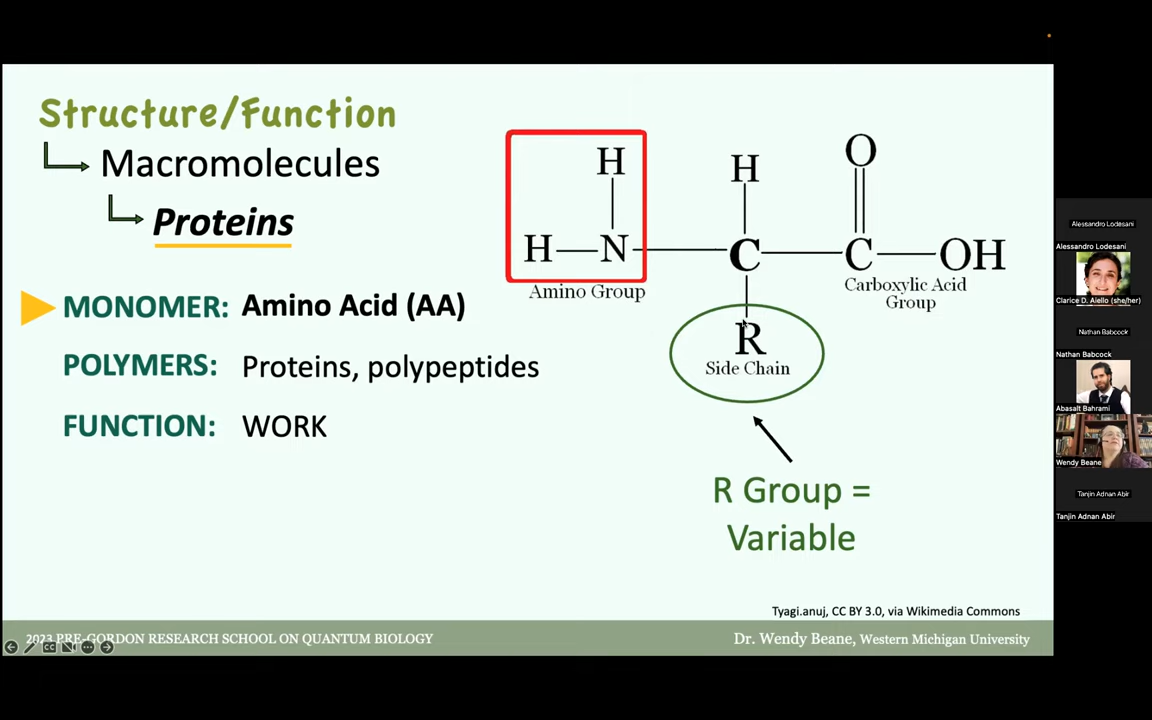 Structure/Function
Macromolecules
Proteins
MONOMER: Amino Acid (AA)
POLYMERS: Proteins, polypeptides
FUNCTION: WORK
H
H
O
H
N
C
C
OH
Amino Group
Carboxylic Acid
Group
R
Side Chain
R Group =
Variable
Tyagi.anuj, CC BY 3.0, via Wikimedia Commons
2023 PRE-GORDON RESEARCH SCHOOL ON QUANTUM BIOLOGY
Dr. Wendy Beane, Western Michigan University
CC
Alessandro Lodesani
Alessandro Lodesani
Clarice D. Aiello (she/her)
Nathan Babcock
Nathan Babcock
Abasalt Bahrami
Wendy Beane
Tanjin Adnan Abir
Tanjin Adnan Abir